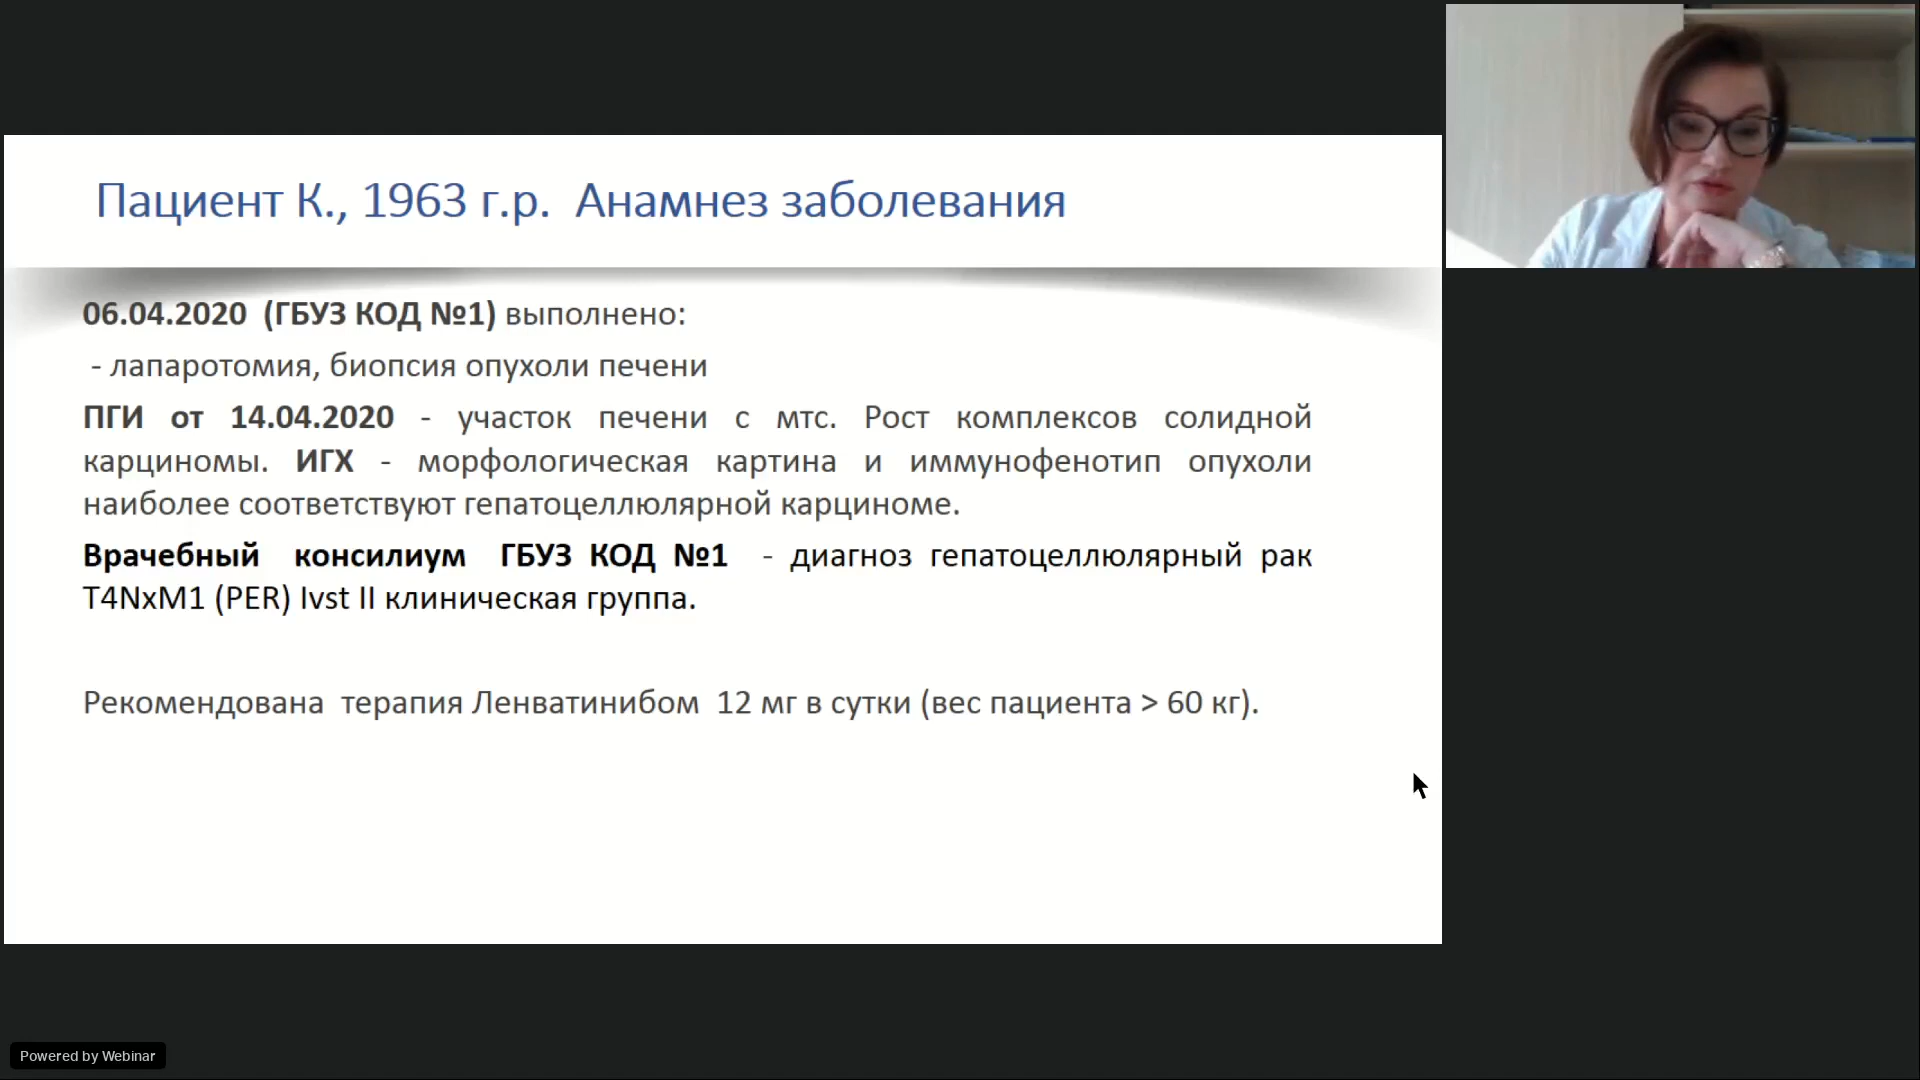 Пациент К., 1963 г.р. Анамнез заболевания
06.04.2020 (ГБУЗ КОД №1) выполнено:
- лапаротомия, биопсия опухоли печени
ПГИ от 14.04.2020 - участок печени с мтс. Рост комплексов солидной
карциномы. ИГХ - морфологическая картина и иммунофенотип опухоли
наиболее соответствуют гепатоцеллюлярной карциноме.
Врачебный консилиум ГБУЗ КОД №1 - диагноз гепатоцеллюлярный рак
T4NxM1 (PER) Ivst II клиническая группа.
Рекомендована терапия Ленватинибом 12 мг в сутки (вес пациента > 60 кг).
Powered by Webinar